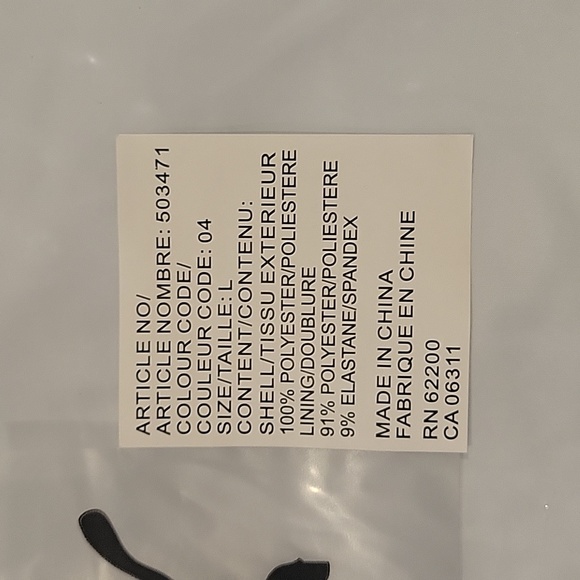 ARTICLE NO/
ARTICLE NOMBRE: 503471
COLOUR CODE/
COULEUR CODE: 04
SIZE/TAILLE: L
CONTENT/CONTENU:
SHELL/TISSU EXTERIEUR
100% POLYESTER/POLIESTERE
LINING/DOUBLURE
91% POLYESTER/POLIESTERE
9% ELASTANE/SPANDEX
MADE IN CHINA
FABRIQUE EN CHINE
RN 62200
CA 06311